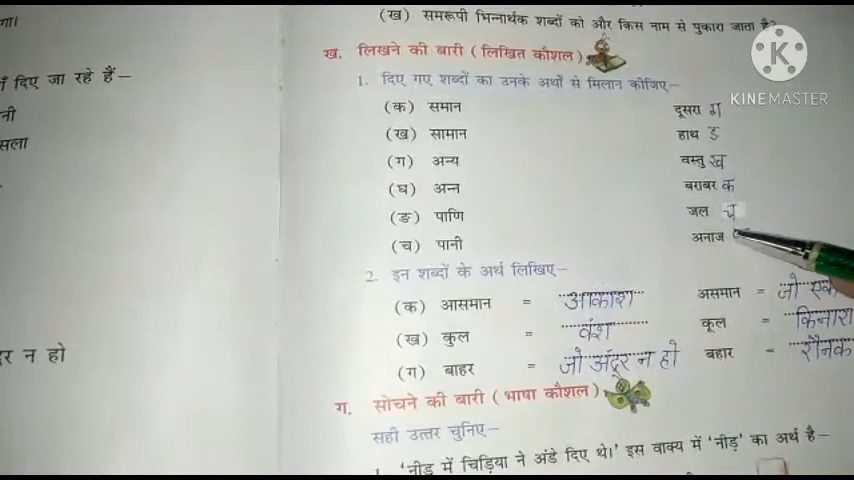 गा।
(ख) समरूपी भिन्नार्थक शब्दों को और किस नाम से पुकारा जाता है?
KINEMASTER
ख. लिखने की बारी (लिखित कौशल)
दिए जा रहे हैं–
1. दिए गए शब्दों का उनके अर्थों से मिलान कीजिए–
नी
(क) समान दूसरा ग
सला
(ख) सामान हाथ ङ
(ग) अन्य वस्तु ख
(घ) अन्न बराबर क
(ङ) पाणि जल च
(च) पानी अनाज
2. इन शब्दों के अर्थ लिखिए–
(क) आसमान = आकाश असमान = जो एक
(ख) कुल = वंश कूल = किनारा
र न हो
(ग) बाहर = जो अंदर न हो बहार = रौनक
ग. सोचने की बारी (भाषा कौशल)
सही उत्तर चुनिए–
1. 'नीड़ में चिड़िया ने अंडे दिए थे।' इस वाक्य में 'नीड़' का अर्थ है–